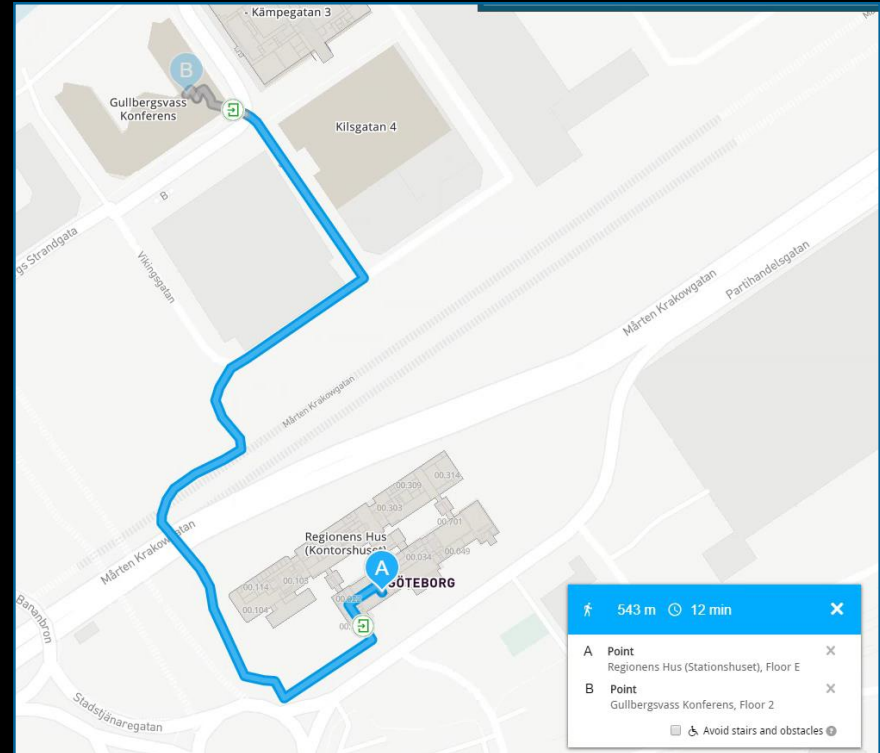 - Kämpegatan 3
B
Gullbergsvass
Konferens
Kilsgatan 4
B
gs Strandgata
Vikingsgatan
Mårten Krakowgatan
Partihandelsgatan
Mårten Krakowgatan
00.314
00.309
00.303
00.701
Regionens Hus
(Kontorshuset)
00.034
00.049
A
GÖTEBORG
00.114
00.103
00.104
Mårten Krakowgatan
Bananbron
Stadstjänaregatan
543 m 12 min
A Point
Regionens Hus (Stationshuset), Floor E
B Point
Gullbergsvass Konferens, Floor 2
Avoid stairs and obstacles